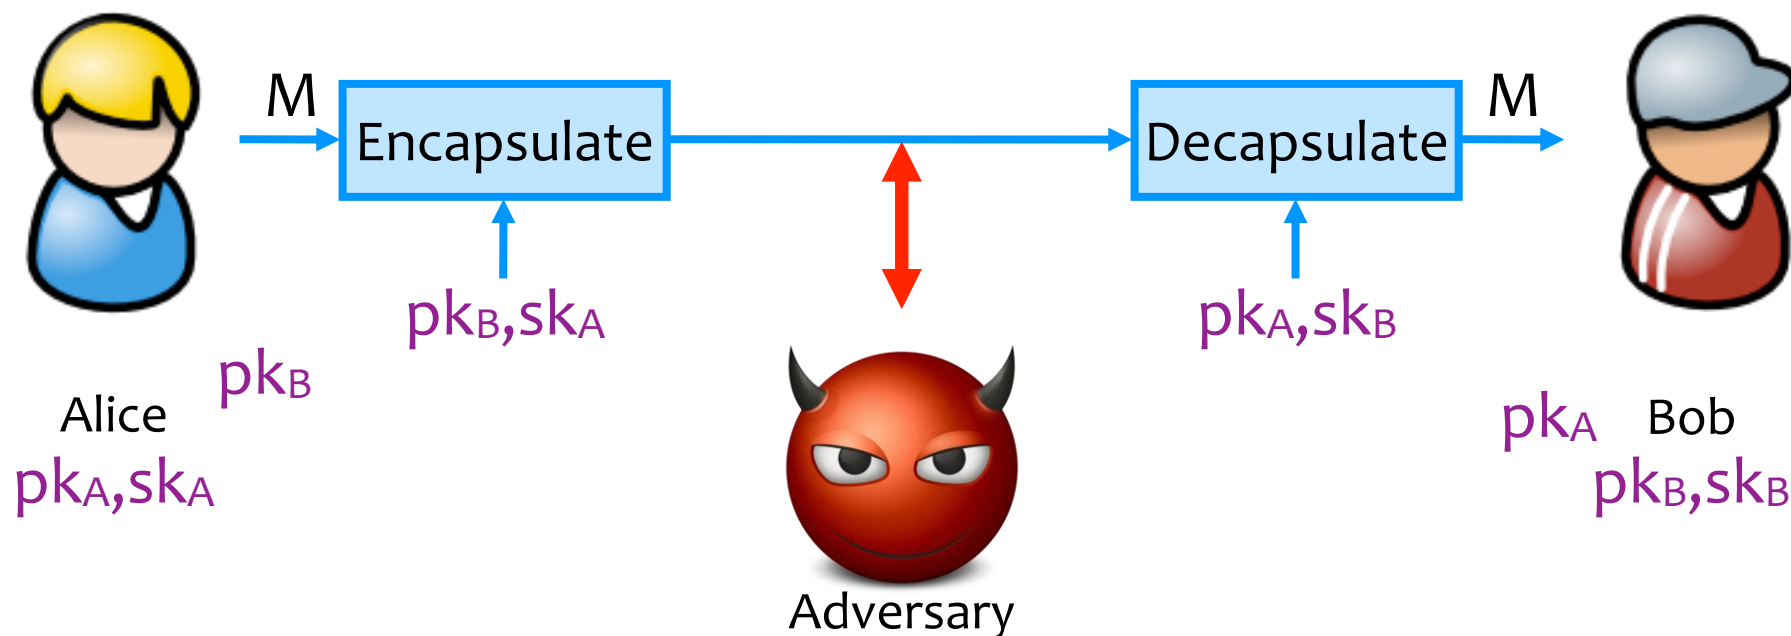 M
Encapsulate
Decapsulate
M
pkB,skA
pkA,skB
pkB
Alice
pkA,skA
pkA
Bob
pkB,skB
Adversary